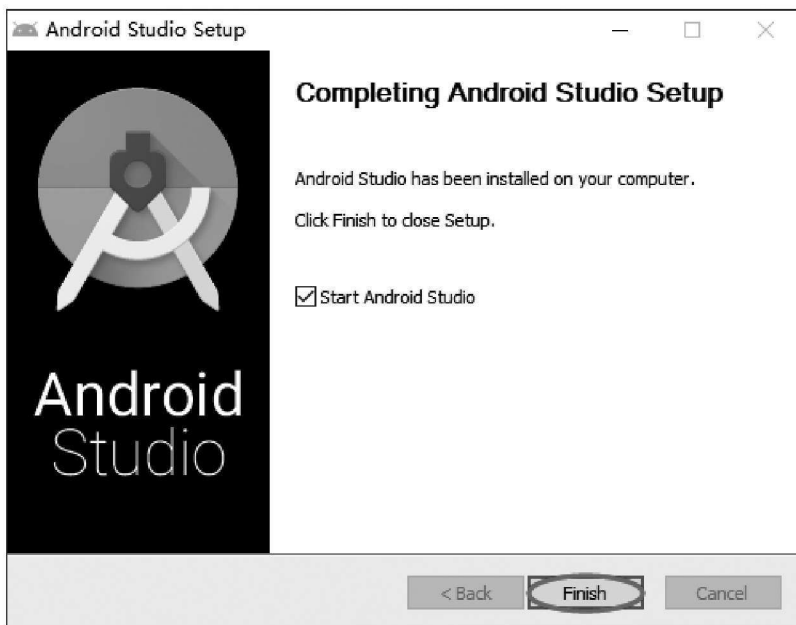 Android Studio Setup
Completing Android Studio Setup
Android Studio has been installed on your computer.
Click Finish to close Setup.
Start Android Studio
Android
Studio
< Back
Finish
Cancel